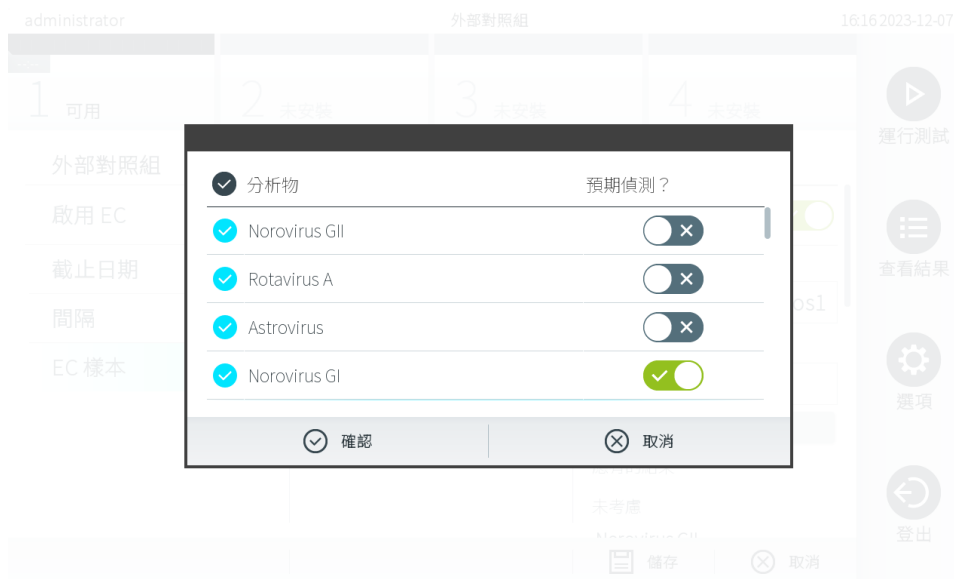 administrator 外部對照組 16:16 2023-12-07
1 可用 2 未安裝 3 未安裝 4 未安裝
運行測試
外部對照組
分析物 預期偵測？
啟用 EC
Norovirus GII
截止日期 查看結果
Rotavirus A
間隔 os1
Astrovirus
EC 樣本
Norovirus GI
選項
確認 取消
未考慮
Norovirus GII
登出
儲存 取消